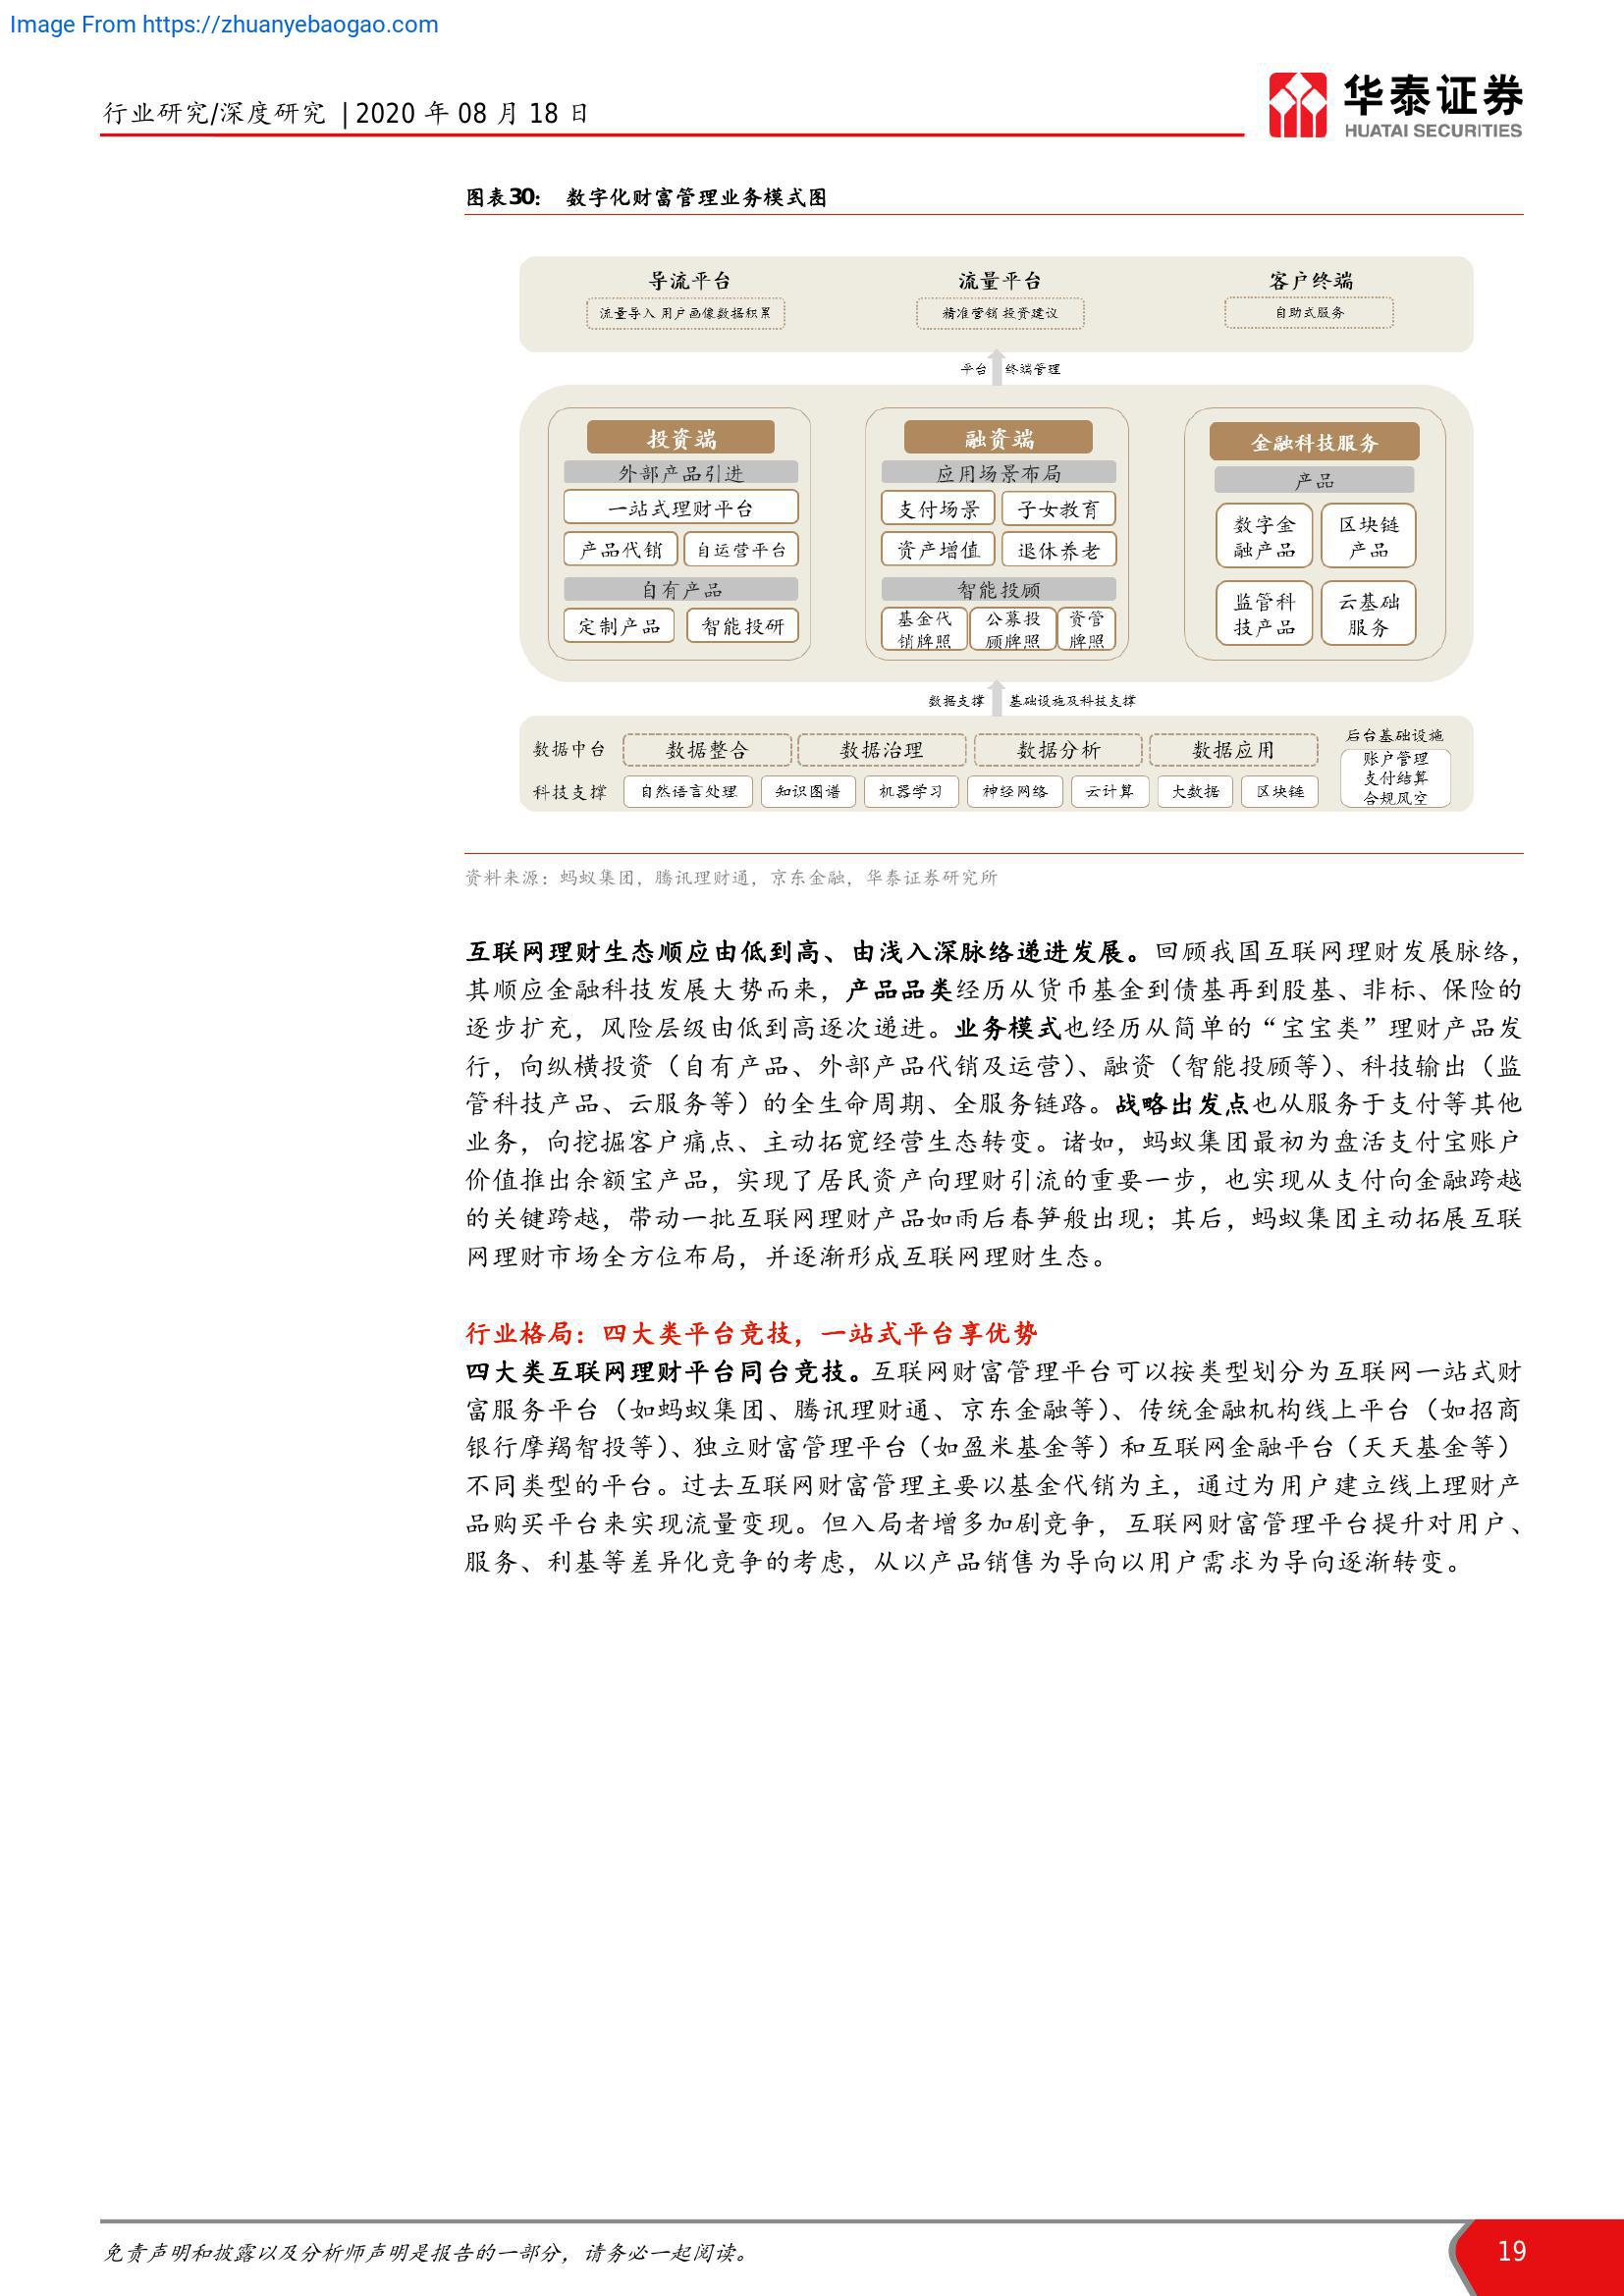 Image From https://zhuanyebaogao.com
行业研究/深度研究 | 2020 年 08 月 18 日
华泰证券
HUATAI SECURITIES
图表30： 数字化财富管理业务模式图
导流平台 流量平台 客户终端
流量导入 用户画像数据积累 精准营销 投资建议 自助式服务
平台 终端管理
投资端
外部产品引进
一站式理财平台
产品代销 自运营平台
自有产品
定制产品 智能投研
融资端
应用场景布局
支付场景 子女教育
资产增值 退休养老
智能投顾
基金代 公募投 资管
销牌照 顾牌照 牌照
金融科技服务
产品
数字金 区块链
融产品 产品
监管科 云基础
技产品 服务
数据支撑 基础设施及科技支撑
数据中台 数据整合 数据治理 数据分析 数据应用
科技支撑 自然语言处理 知识图谱 机器学习 神经网络 云计算 大数据 区块链
后台基础设施
账户管理
支付结算
合规风空
资料来源：蚂蚁集团，腾讯理财通，京东金融，华泰证券研究所
互联网理财生态顺应由低到高、由浅入深脉络递进发展。回顾我国互联网理财发展脉络，
其顺应金融科技发展大势而来，产品品类经历从货币基金到债基再到股基、非标、保险的
逐步扩充，风险层级由低到高逐次递进。业务模式也经历从简单的“宝宝类”理财产品发
行，向纵横投资（自有产品、外部产品代销及运营）、融资（智能投顾等）、科技输出（监
管科技产品、云服务等）的全生命周期、全服务链路。战略出发点也从服务于支付等其他
业务，向挖掘客户痛点、主动拓宽经营生态转变。诸如，蚂蚁集团最初为盘活支付宝账户
价值推出余额宝产品，实现了居民资产向理财引流的重要一步，也实现从支付向金融跨越
的关键跨越，带动一批互联网理财产品如雨后春笋般出现；其后，蚂蚁集团主动拓展互联
网理财市场全方位布局，并逐渐形成互联网理财生态。
行业格局：四大类平台竞技，一站式平台享优势
四大类互联网理财平台同台竞技。互联网财富管理平台可以按类型划分为互联网一站式财
富服务平台（如蚂蚁集团、腾讯理财通、京东金融等）、传统金融机构线上平台（如招商
银行摩羯智投等）、独立财富管理平台（如盈米基金等）和互联网金融平台（天天基金等）
不同类型的平台。过去互联网财富管理主要以基金代销为主，通过为用户建立线上理财产
品购买平台来实现流量变现。但入局者增多加剧竞争，互联网财富管理平台提升对用户、
服务、利基等差异化竞争的考虑，从以产品销售为导向以用户需求为导向逐渐转变。
免责声明和披露以及分析师声明是报告的一部分，请务必一起阅读。
19